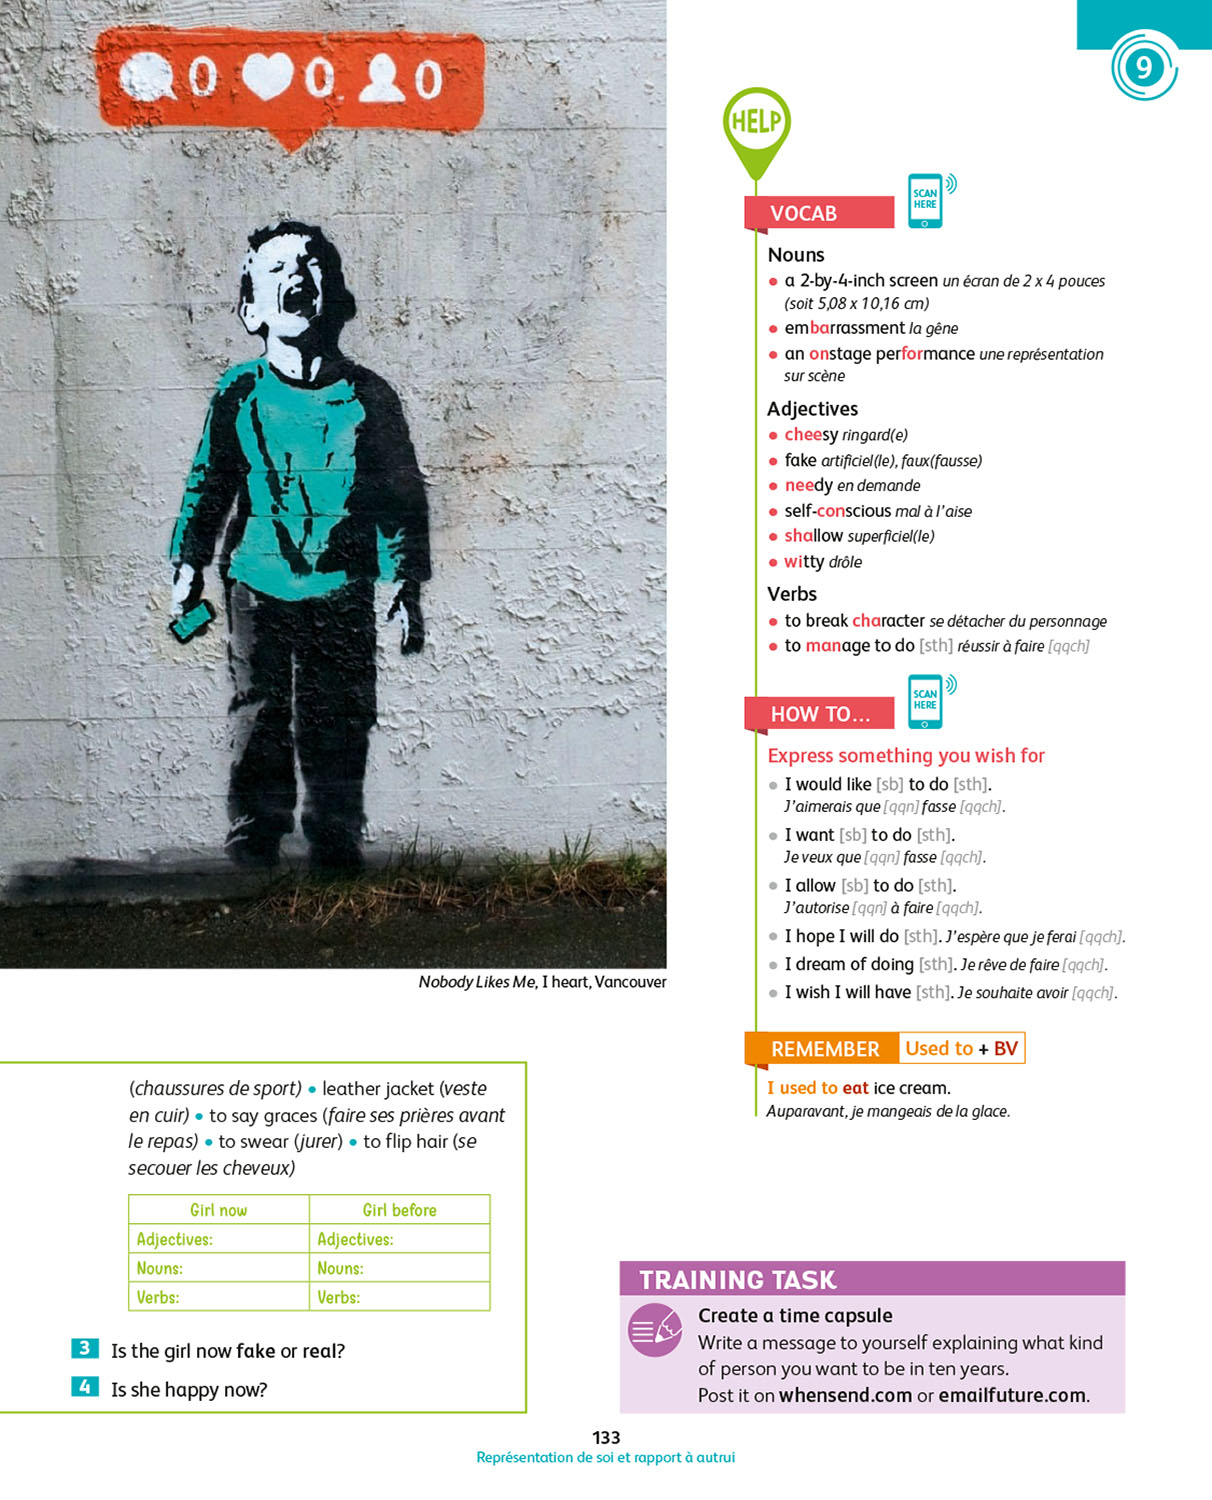 0 0 0
9
HELP
VOCAB
SCAN
HERE
Nouns
• a 2-by-4-inch screen un écran de 2 x 4 pouces
(soit 5,08 x 10,16 cm)
• embarrassment la gêne
• an onstage performance une représentation
sur scène
Adjectives
• cheesy ringard(e)
• fake artificiel(le), faux(fausse)
• needy en demande
• self-conscious mal à l'aise
• shallow superficiel(le)
• witty drôle
Verbs
• to break character se détacher du personnage
• to manage to do [sth] réussir à faire [qqch]
HOW TO...
SCAN
HERE
Express something you wish for
• I would like [sb] to do [sth].
J'aimerais que [qqn] fasse [qqch].
• I want [sb] to do [sth].
Je veux que [qqn] fasse [qqch].
• I allow [sb] to do [sth].
J'autorise [qqn] à faire [qqch].
• I hope I will do [sth]. J'espère que je ferai [qqch].
• I dream of doing [sth]. Je rêve de faire [qqch].
• I wish I will have [sth]. Je souhaite avoir [qqch].
REMEMBER Used to + BV
I used to eat ice cream.
Auparavant, je mangeais de la glace.
Nobody Likes Me, I heart, Vancouver
(chaussures de sport) • leather jacket (veste
en cuir) • to say graces (faire ses prières avant
le repas) • to swear (jurer) • to flip hair (se
secouer les cheveux)
Girl now Girl before
Adjectives: Adjectives:
Nouns: Nouns:
Verbs: Verbs:
3 Is the girl now fake or real?
4 Is she happy now?
TRAINING TASK
Create a time capsule
Write a message to yourself explaining what kind
of person you want to be in ten years.
Post it on whensend.com or emailfuture.com.
133
Représentation de soi et rapport à autrui